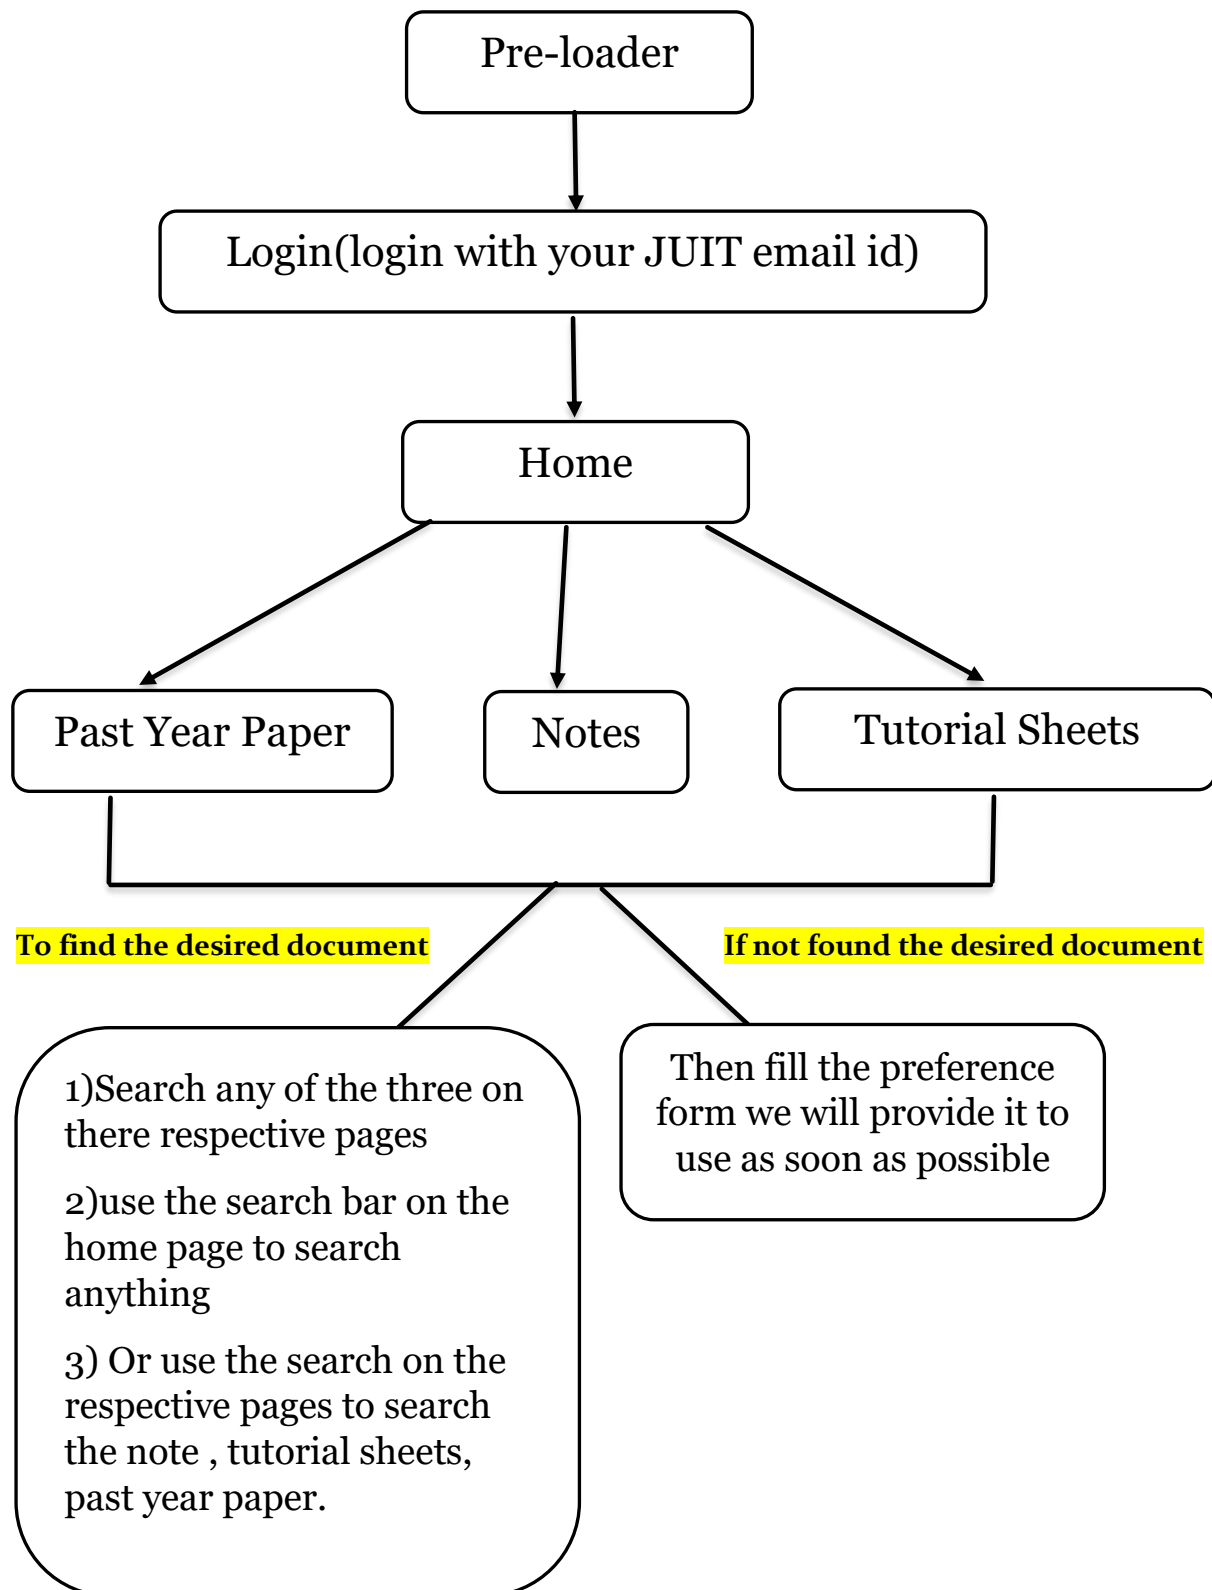 Pre-loader
Login(login with your JUIT email id)
Home
Past Year Paper
Notes
Tutorial Sheets
To find the desired document
If not found the desired document
1)Search any of the three on
there respective pages
2)use the search bar on the
home page to search
anything
3) Or use the search on the
respective pages to search
the note , tutorial sheets,
past year paper.
Then fill the preference
form we will provide it to
use as soon as possible